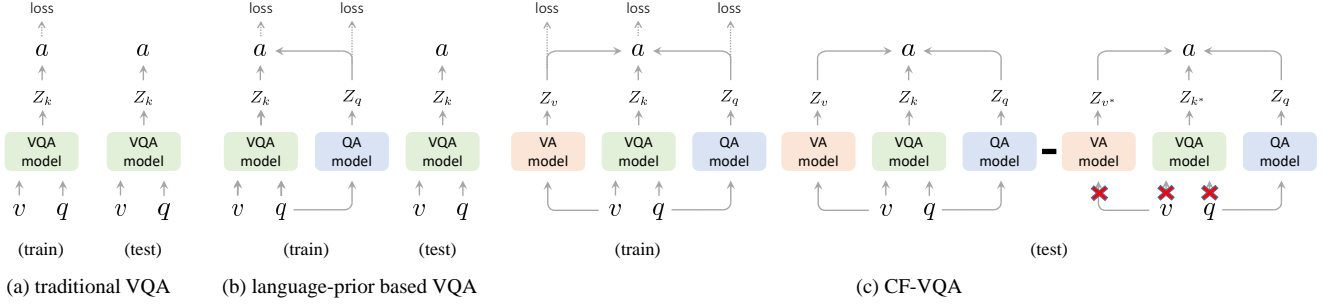 loss loss loss loss loss loss
a a a a a a a
Z_k Z_k Z_k Z_q Z_k Z_v Z_k Z_q Z_v Z_k Z_q Z_{v*} Z_{k*} Z_q
VQA model VQA model VQA model QA model VQA model VA model VQA model QA model VA model VQA model QA model - VA model VQA model QA model
v q v q v q v q v q v q v q
(train) (test) (train) (test) (train) (test)
(a) traditional VQA (b) language-prior based VQA (c) CF-VQA